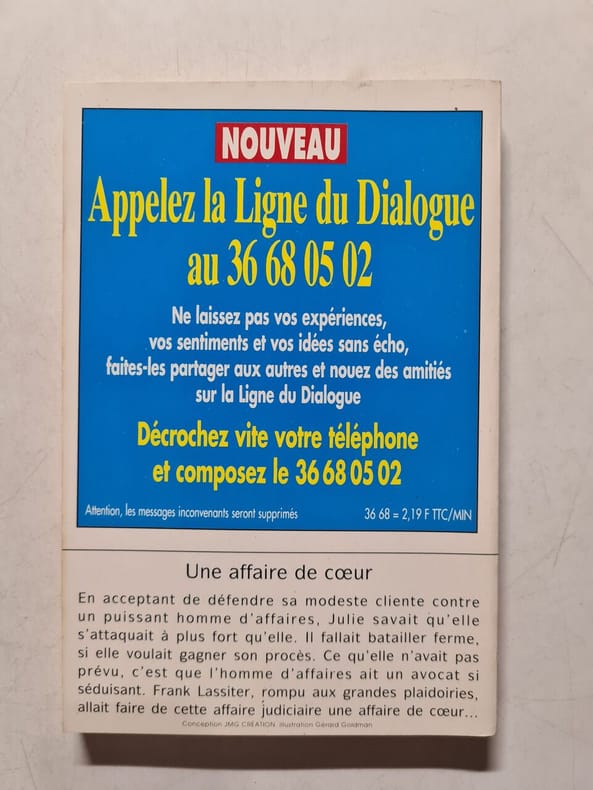 NOUVEAU
Appelez la Ligne du Dialogue
au 36 68 05 02
Ne laissez pas vos expériences,
vos sentiments et vos idées sans écho,
faites-les partager aux autres et nouez des amitiés
sur la Ligne du Dialogue
Décrochez vite votre téléphone
et composez le 36 68 05 02
Attention, les messages inconvenants seront supprimés
36 68 = 2,19 F TTC/MIN
Une affaire de cœur
En acceptant de défendre sa modeste cliente contre
un puissant homme d'affaires, Julie savait qu'elle
s'attaquait à plus fort qu'elle. Il fallait batailler ferme,
si elle voulait gagner son procès. Ce qu'elle n'avait pas
prévu, c'est que l'homme d'affaires ait un avocat si
séduisant. Frank Lassiter, rompu aux grandes plaidoiries,
allait faire de cette affaire judiciaire une affaire de cœur...
Conception JMG CREATION. Illustration Gérard Goldman